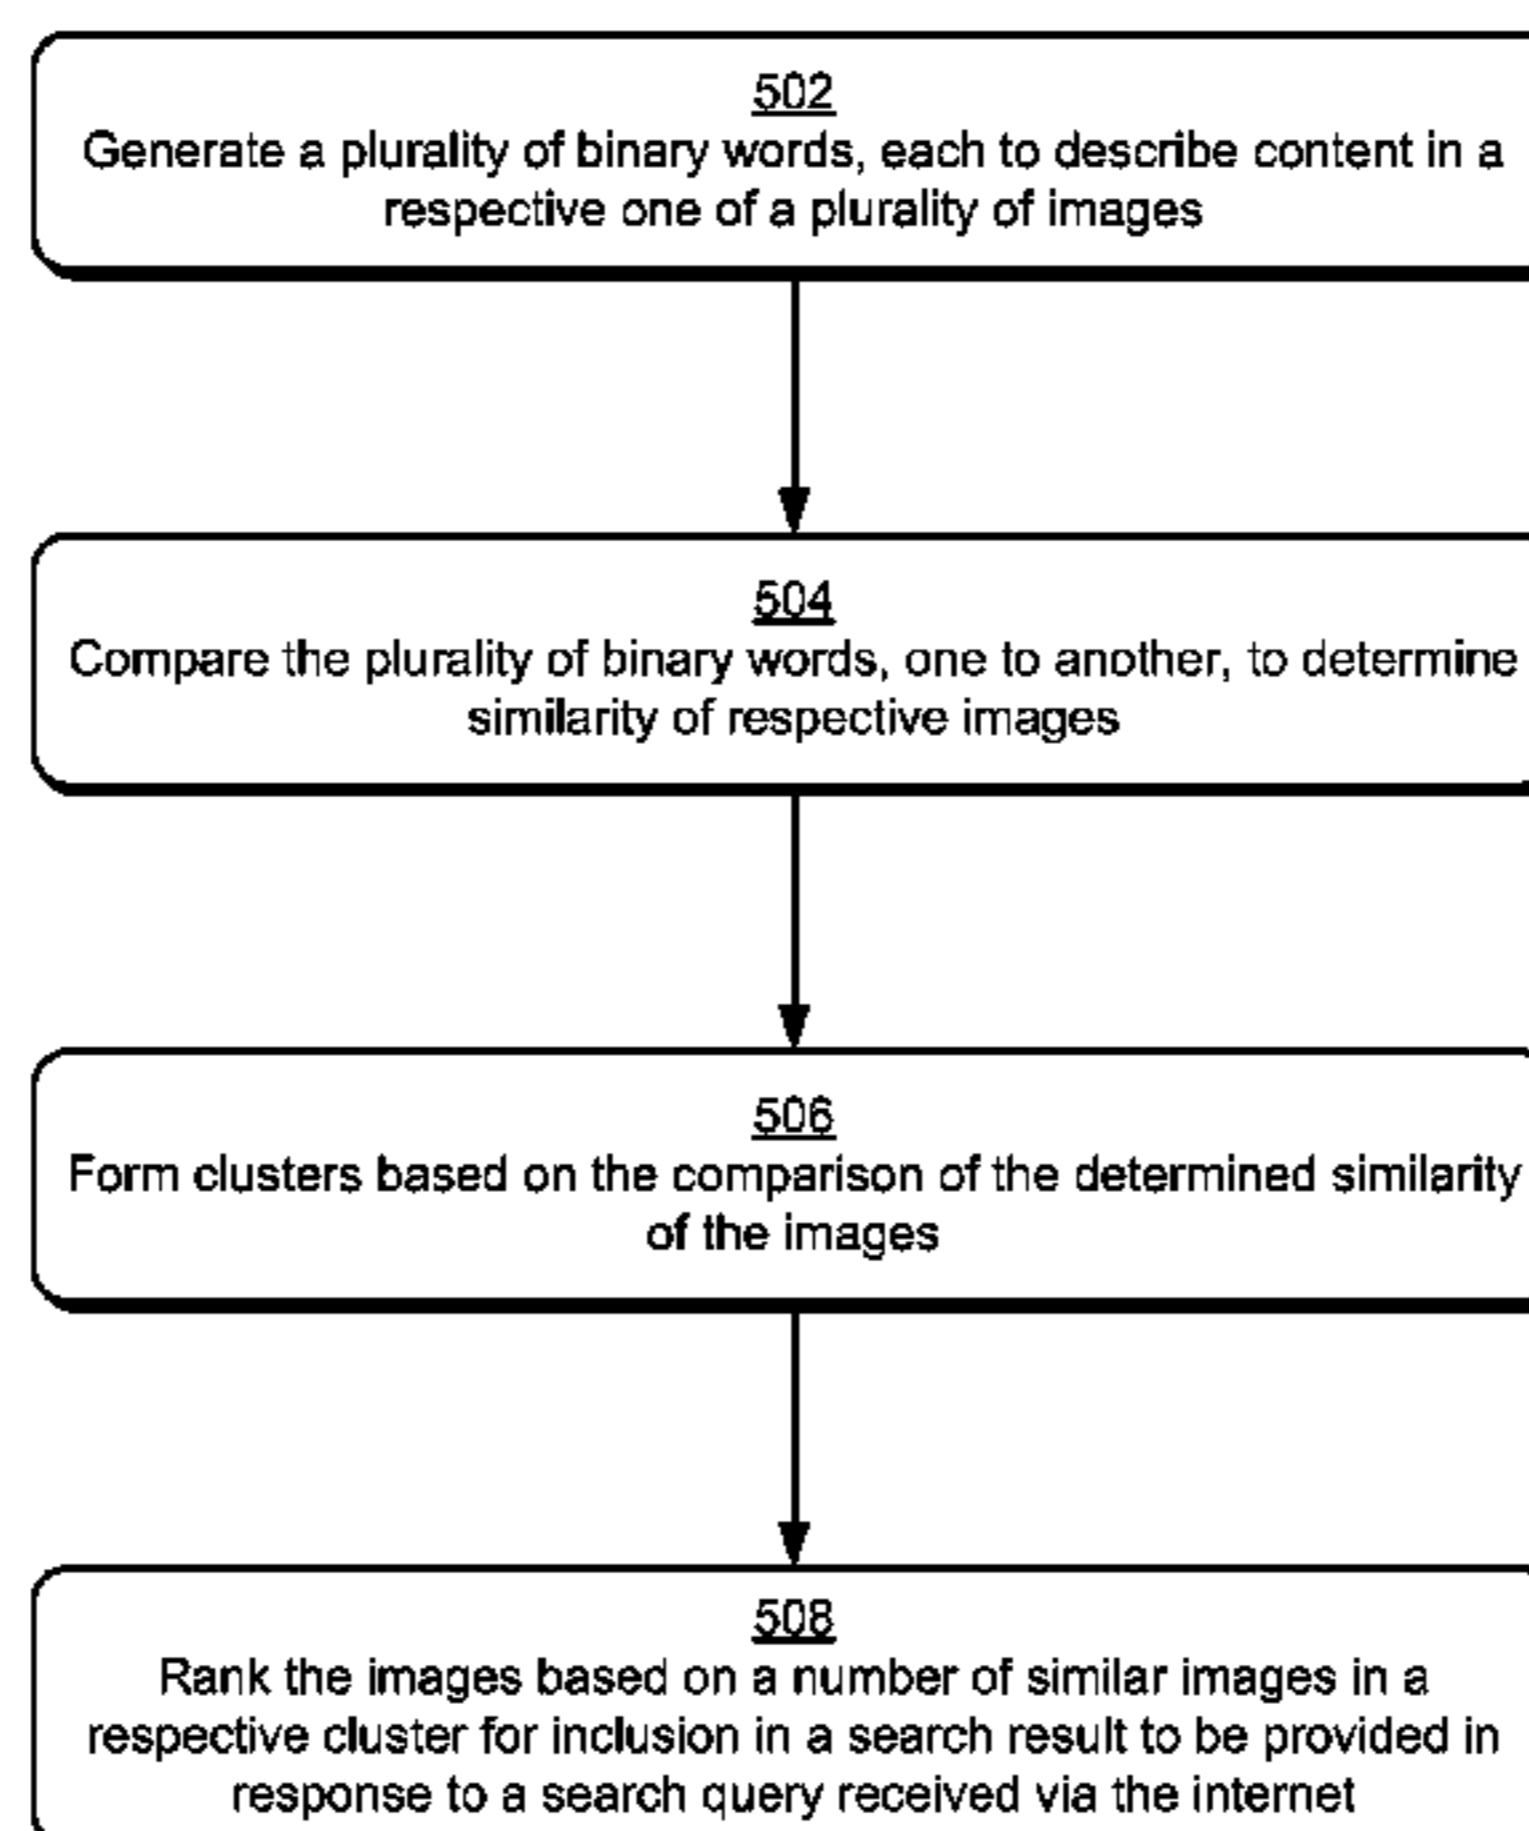 502
Generate a plurality of binary words, each to describe content in a
respective one of a plurality of images
504
Compare the plurality of binary words, one to another, to determine
similarity of respective images
506
Form clusters based on the comparison of the determined similarity
of the images
508
Rank the images based on a number of similar images in a
respective cluster for inclusion in a search result to be provided in
response to a search query received via the internet